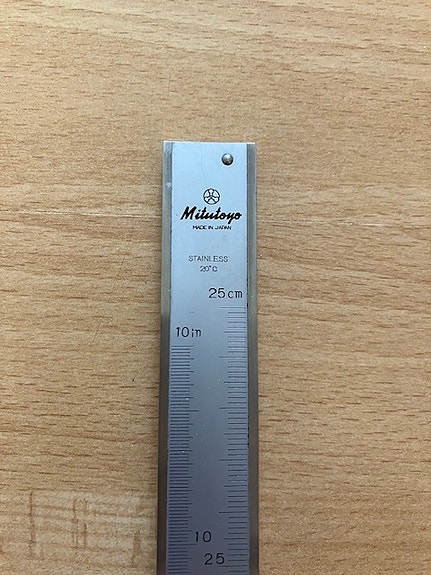 Mitutoyo
MADE IN JAPAN
STAINLESS
20°C
25cm
10in
10
25